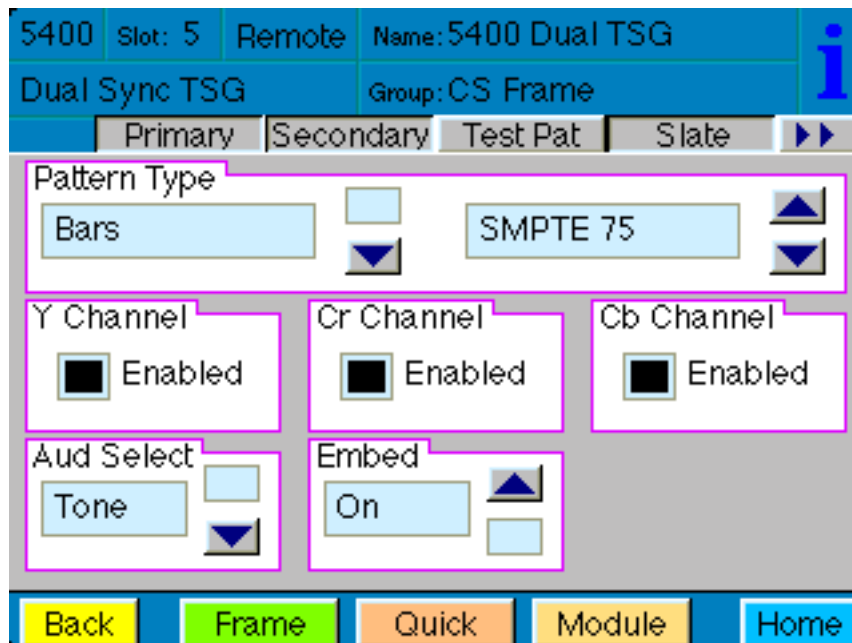 5400 Slot: 5 Remote Name: 5400 Dual TSG
i
Dual Sync TSG Group: CS Frame
Primary Secondary Test Pat Slate
Pattern Type
Bars SMPTE 75
Y Channel Cr Channel Cb Channel
Enabled Enabled Enabled
Aud Select Embed
Tone On
Back Frame Quick Module Home